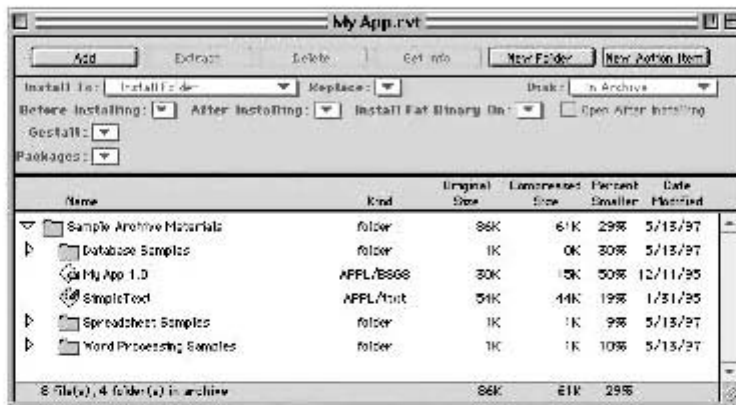 My App.rvt
Add Extract Delete Get Info New Folder New Action Item
Install To: Install Folder Replace: Disk: In Archive
Before Installing: After Installing: Install Fat Binary On: Open After Installing
Gestalt:
Packages:
Name Kind Original Size Compressed Size Percent Smaller Date Modified
Sample Archive Materials folder 86K 61K 29% 5/13/97
Database Samples folder 1K 0K 30% 5/13/97
My App 1.0 APPL/BSGS 30K 15K 50% 12/11/95
SimpleText APPL/ttxt 54K 44K 19% 1/31/95
Spreadsheet Samples folder 1K 1K 9% 5/13/97
Word Processing Samples folder 1K 1K 10% 5/13/97
8 file(s), 4 folder(s) in archive 86K 61K 29%